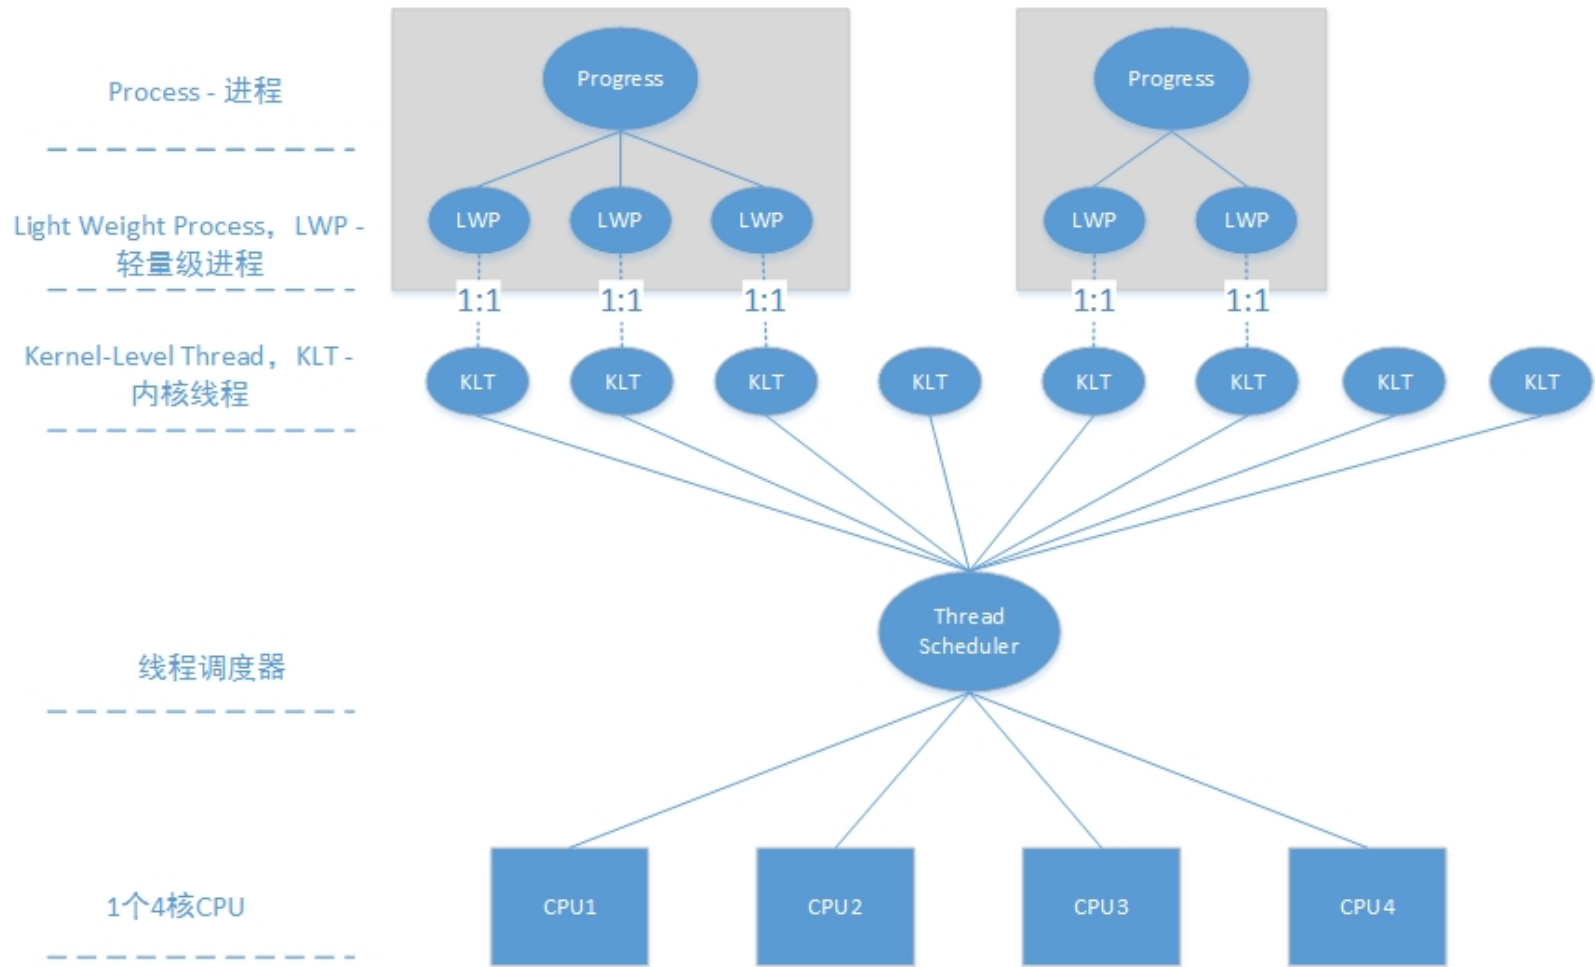 Process - 进程
Progress
Progress
Light Weight Process，LWP -
轻量级进程
LWP
LWP
LWP
LWP
LWP
1:1
1:1
1:1
1:1
1:1
Kernel-Level Thread，KLT -
内核线程
KLT
KLT
KLT
KLT
KLT
KLT
KLT
KLT
线程调度器
Thread
Scheduler
1个4核CPU
CPU1
CPU2
CPU3
CPU4